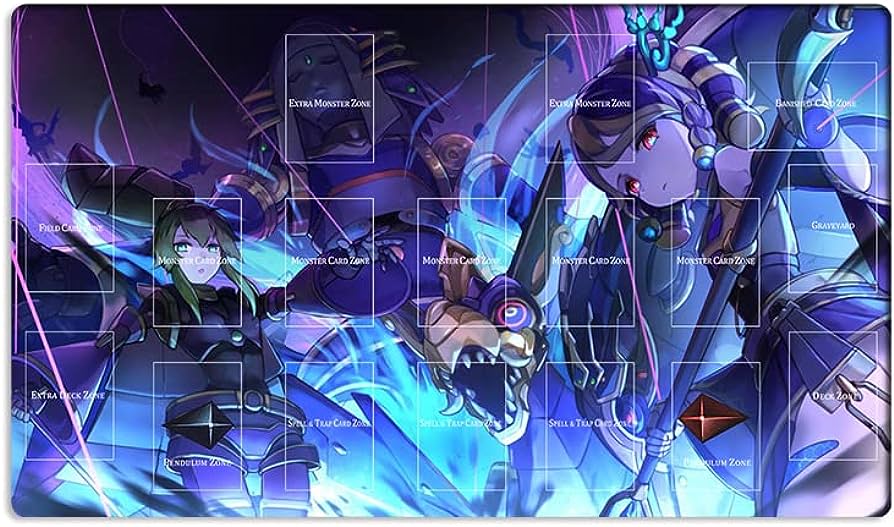 Extra Monster Zone
Extra Monster Zone
Banished Card Zone
Field Card Zone
Monster Card Zone
Monster Card Zone
Monster Card Zone
Monster Card Zone
Monster Card Zone
Graveyard
Extra Deck Zone
Pendulum Zone
Spell & Trap Card Zone
Spell & Trap Card Zone
Spell & Trap Card Zone
Pendulum Zone
Deck Zone